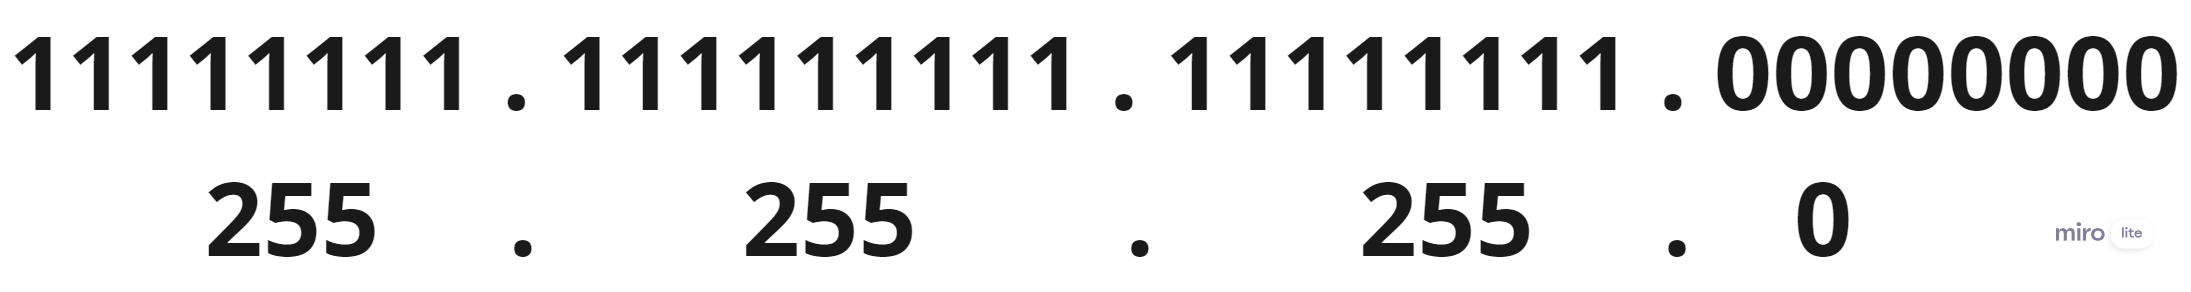 11111111 . 111111111 . 11111111 . 00000000
255 . 255 . 255 . 0
miro lite